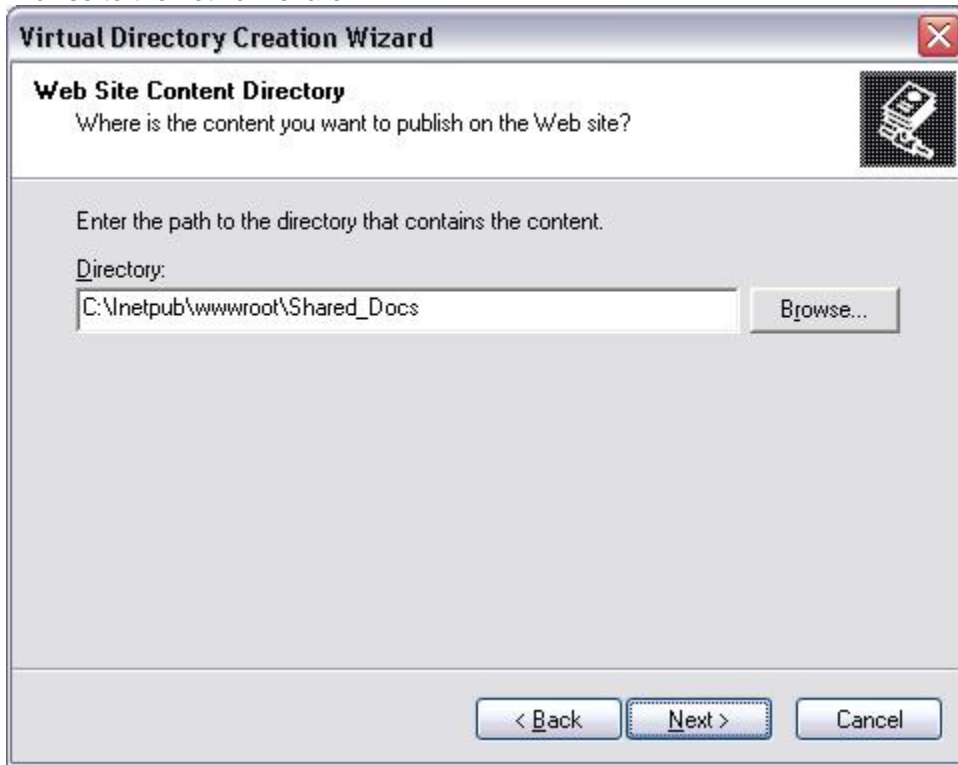 Virtual Directory Creation Wizard
Web Site Content Directory
Where is the content you want to publish on the Web site?
Enter the path to the directory that contains the content.
Directory:
C:\Inetpub\wwwroot\Shared_Docs
Browse...
< Back Next > Cancel